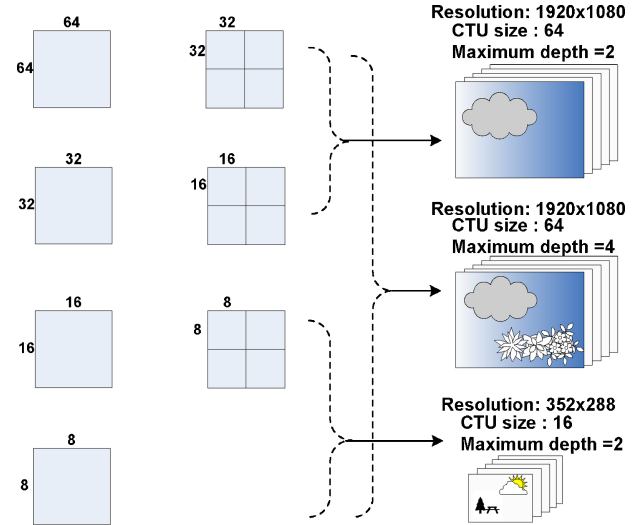 64
64
32
32
Resolution: 1920x1080
CTU size : 64
Maximum depth =2
32
32
16
16
Resolution: 1920x1080
CTU size : 64
Maximum depth =4
16
16
8
8
Resolution: 352x288
CTU size : 16
Maximum depth =2
8
8